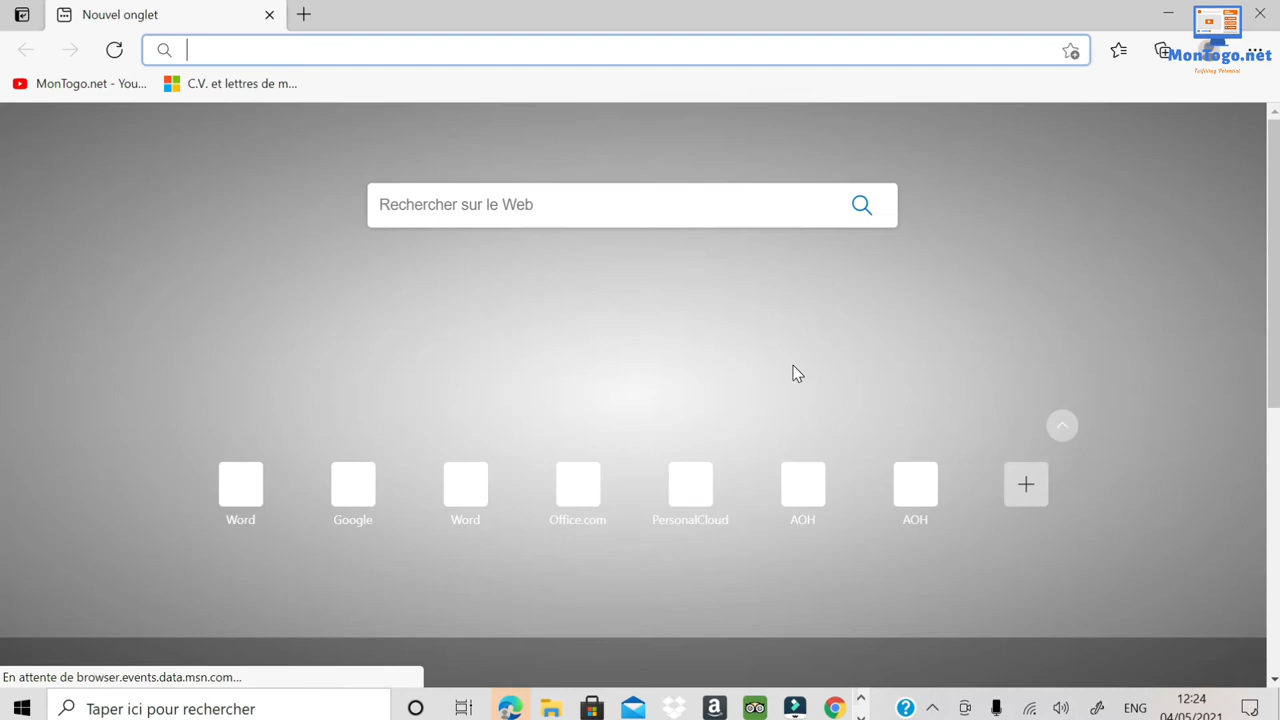 Nouvel onglet
MonTogo.net
MonTogo.net - You...
C.V. et lettres de m...
Rechercher sur le Web
Word
Google
Word
Office.com
PersonalCloud
AOH
AOH
En attente de browser.events.data.msn.com...
Taper ici pour rechercher
ENG
12:24
04/05/2021